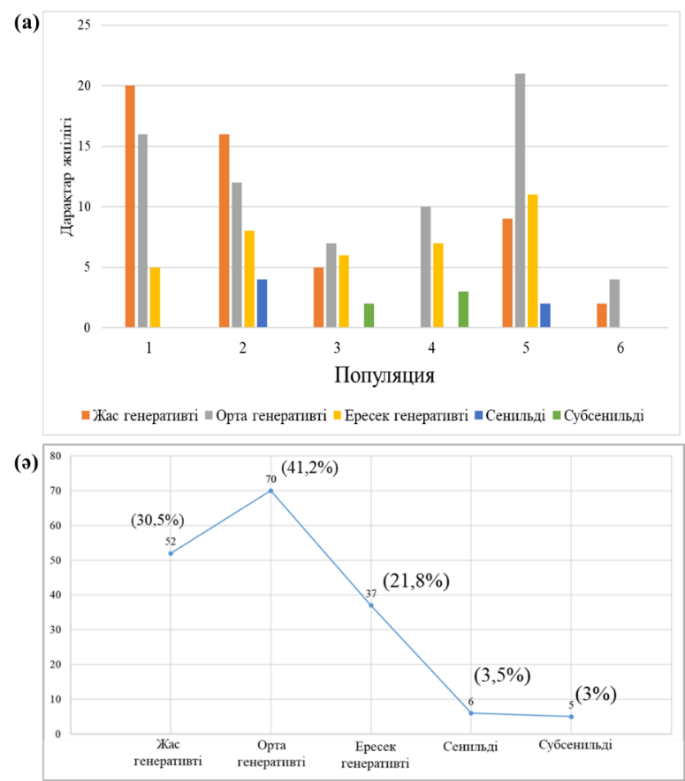 (а)
25
20
15
10
5
0
Дарақтар жиілігі
1 2 3 4 5 6
Популяция
Жас генеративті Орта генеративті Ересек генеративті Сенильді Субсенильді
(ә)
80
70
60
50
40
30
20
10
0
(30,5%)
52
(41,2%)
70
(21,8%)
37
(3,5%)
6
(3%)
5
Жас генеративті
Орта генеративті
Ересек генеративті
Сенильді
Субсенильді